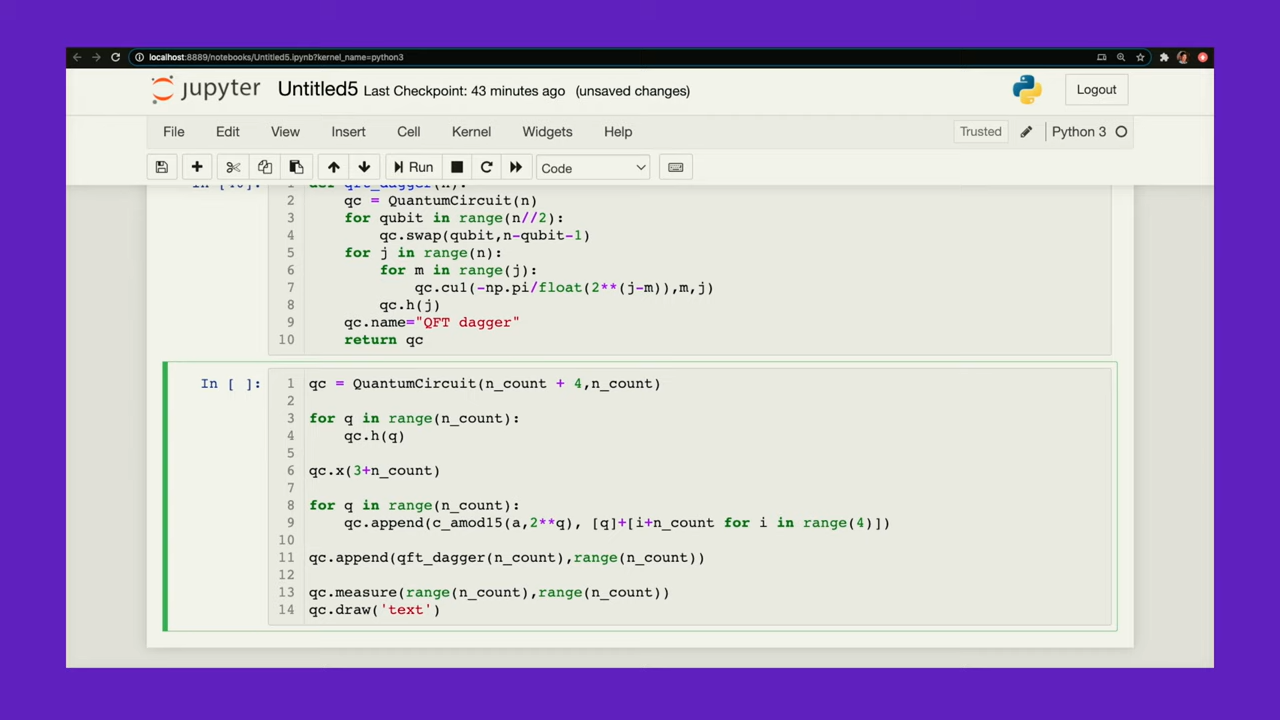 localhost:8889/notebooks/Untitled5.ipynb?kernel_name=python3
jupyter Untitled5 Last Checkpoint: 43 minutes ago (unsaved changes) Logout
File Edit View Insert Cell Kernel Widgets Help Trusted Python 3
Run Code
def qft_dagger(n):
2 qc = QuantumCircuit(n)
3 for qubit in range(n//2):
4 qc.swap(qubit,n-qubit-1)
5 for j in range(n):
6 for m in range(j):
7 qc.cu1(-np.pi/float(2**(j-m)),m,j)
8 qc.h(j)
9 qc.name="QFT dagger"
10 return qc
In [ ]: 1 qc = QuantumCircuit(n_count + 4,n_count)
2
3 for q in range(n_count):
4 qc.h(q)
5
6 qc.x(3+n_count)
7
8 for q in range(n_count):
9 qc.append(c_amod15(a,2**q), [q]+[i+n_count for i in range(4)])
10
11 qc.append(qft_dagger(n_count),range(n_count))
12
13 qc.measure(range(n_count),range(n_count))
14 qc.draw('text')